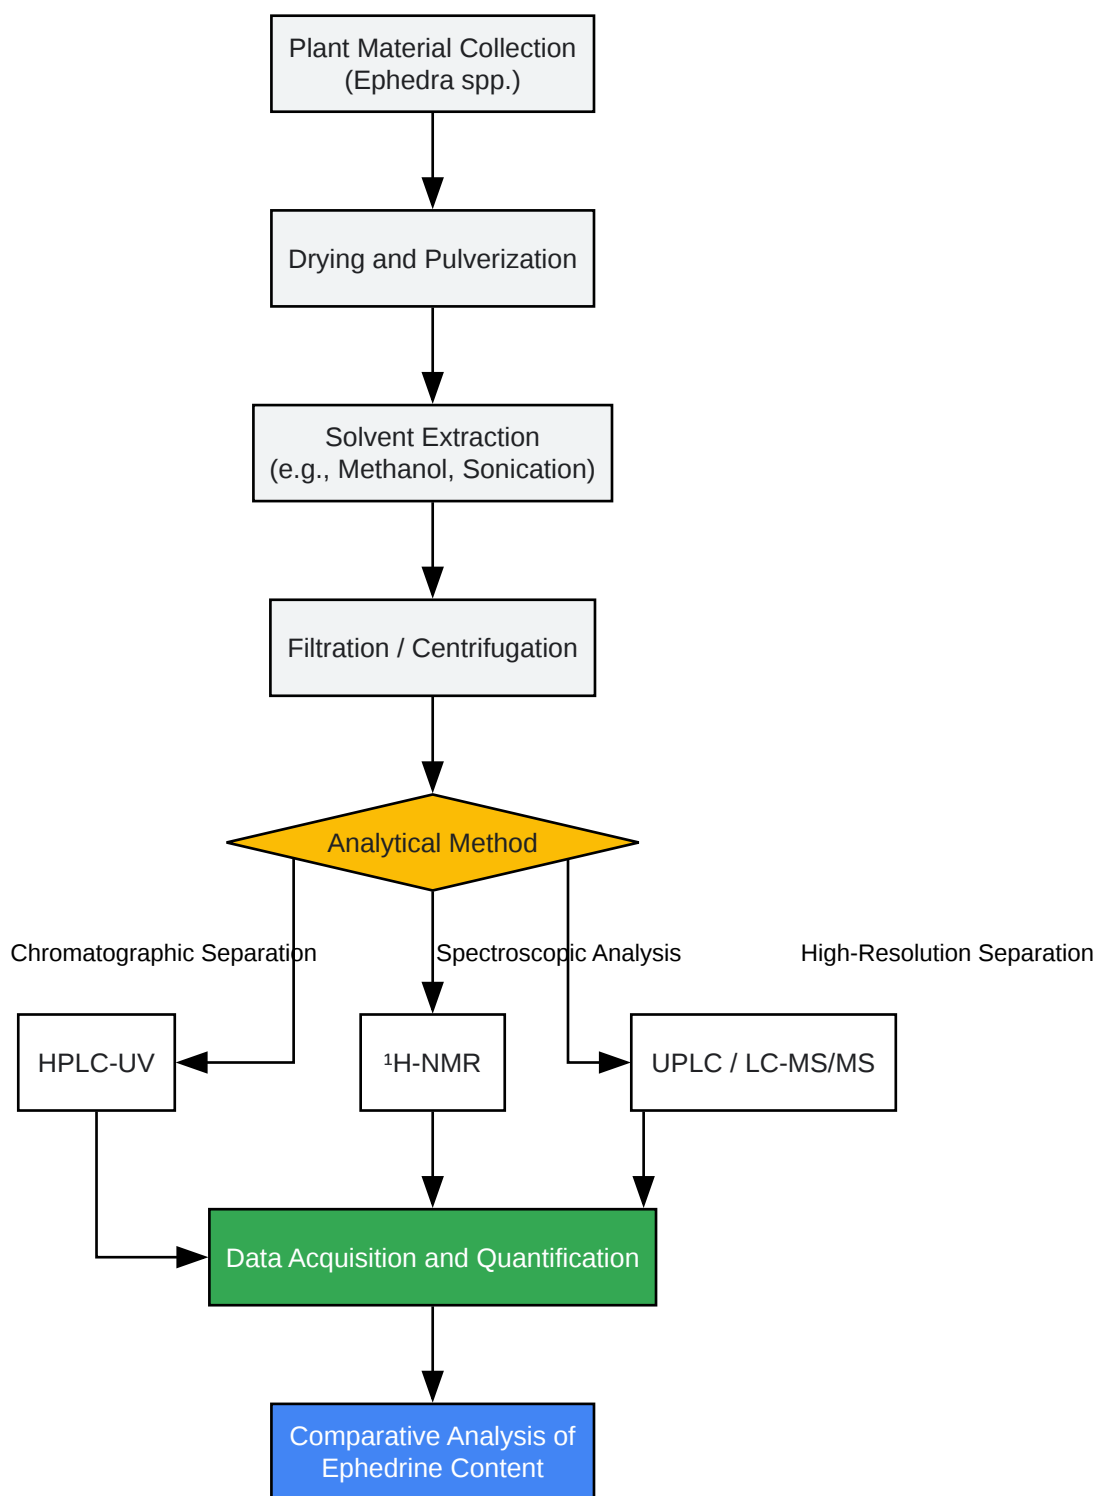 Plant Material Collection
(Ephedra spp.)
Drying and Pulverization
Solvent Extraction
(e.g., Methanol, Sonication)
Filtration / Centrifugation
Analytical Method
Chromatographic Separation
Spectroscopic Analysis
High-Resolution Separation
HPLC-UV
¹H-NMR
UPLC / LC-MS/MS
Data Acquisition and Quantification
Comparative Analysis of
Ephedrine Content